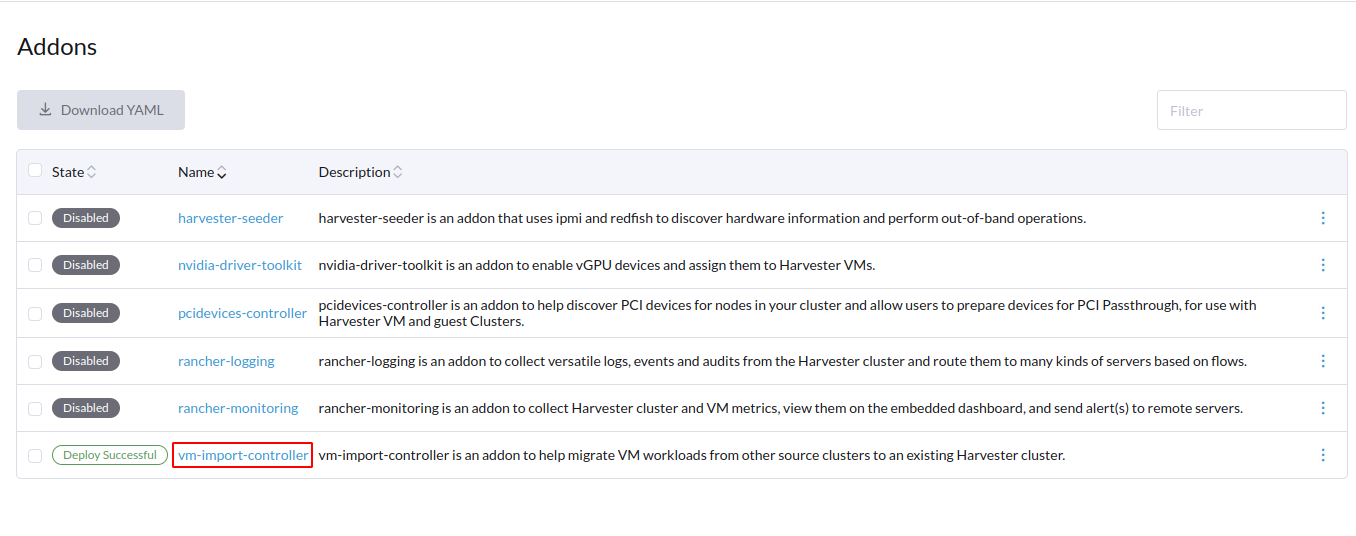 Addons
Download YAML
Filter
State Name Description
Disabled harvester-seeder harvester-seeder is an addon that uses ipmi and redfish to discover hardware information and perform out-of-band operations.
Disabled nvidia-driver-toolkit nvidia-driver-toolkit is an addon to enable vGPU devices and assign them to Harvester VMs.
Disabled pcidevices-controller pcidevices-controller is an addon to help discover PCI devices for nodes in your cluster and allow users to prepare devices for PCI Passthrough, for use with
Harvester VM and guest Clusters.
Disabled rancher-logging rancher-logging is an addon to collect versatile logs, events and audits from the Harvester cluster and route them to many kinds of servers based on flows.
Disabled rancher-monitoring rancher-monitoring is an addon to collect Harvester cluster and VM metrics, view them on the embedded dashboard, and send alert(s) to remote servers.
Deploy Successful vm-import-controller vm-import-controller is an addon to help migrate VM workloads from other source clusters to an existing Harvester cluster.